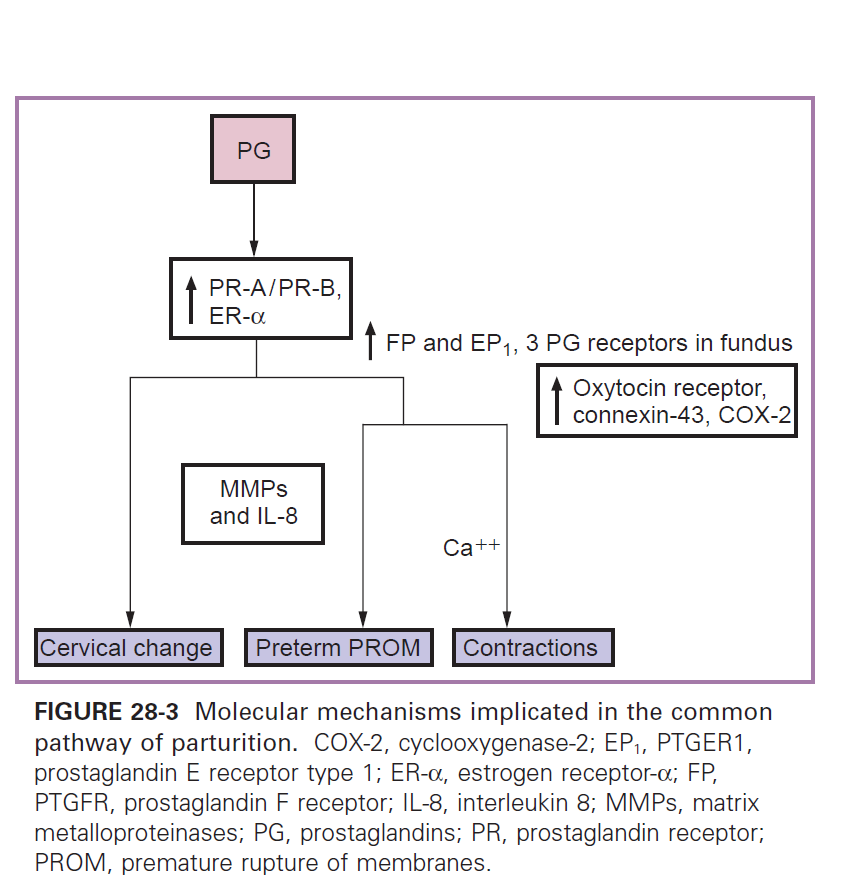 PG
PR-A/PR-B,
ER-α
FP and EP₁, 3 PG receptors in fundus
Oxytocin receptor,
connexin-43, COX-2
MMPs
and IL-8
Ca++
Cervical change
Preterm PROM
Contractions
FIGURE 28-3 Molecular mechanisms implicated in the common
pathway of parturition. COX-2, cyclooxygenase-2; EP₁, PTGER1,
prostaglandin E receptor type 1; ER-α, estrogen receptor-α; FP,
PTGFR, prostaglandin F receptor; IL-8, interleukin 8; MMPs, matrix
metalloproteinases; PG, prostaglandins; PR, prostaglandin receptor;
PROM, premature rupture of membranes.